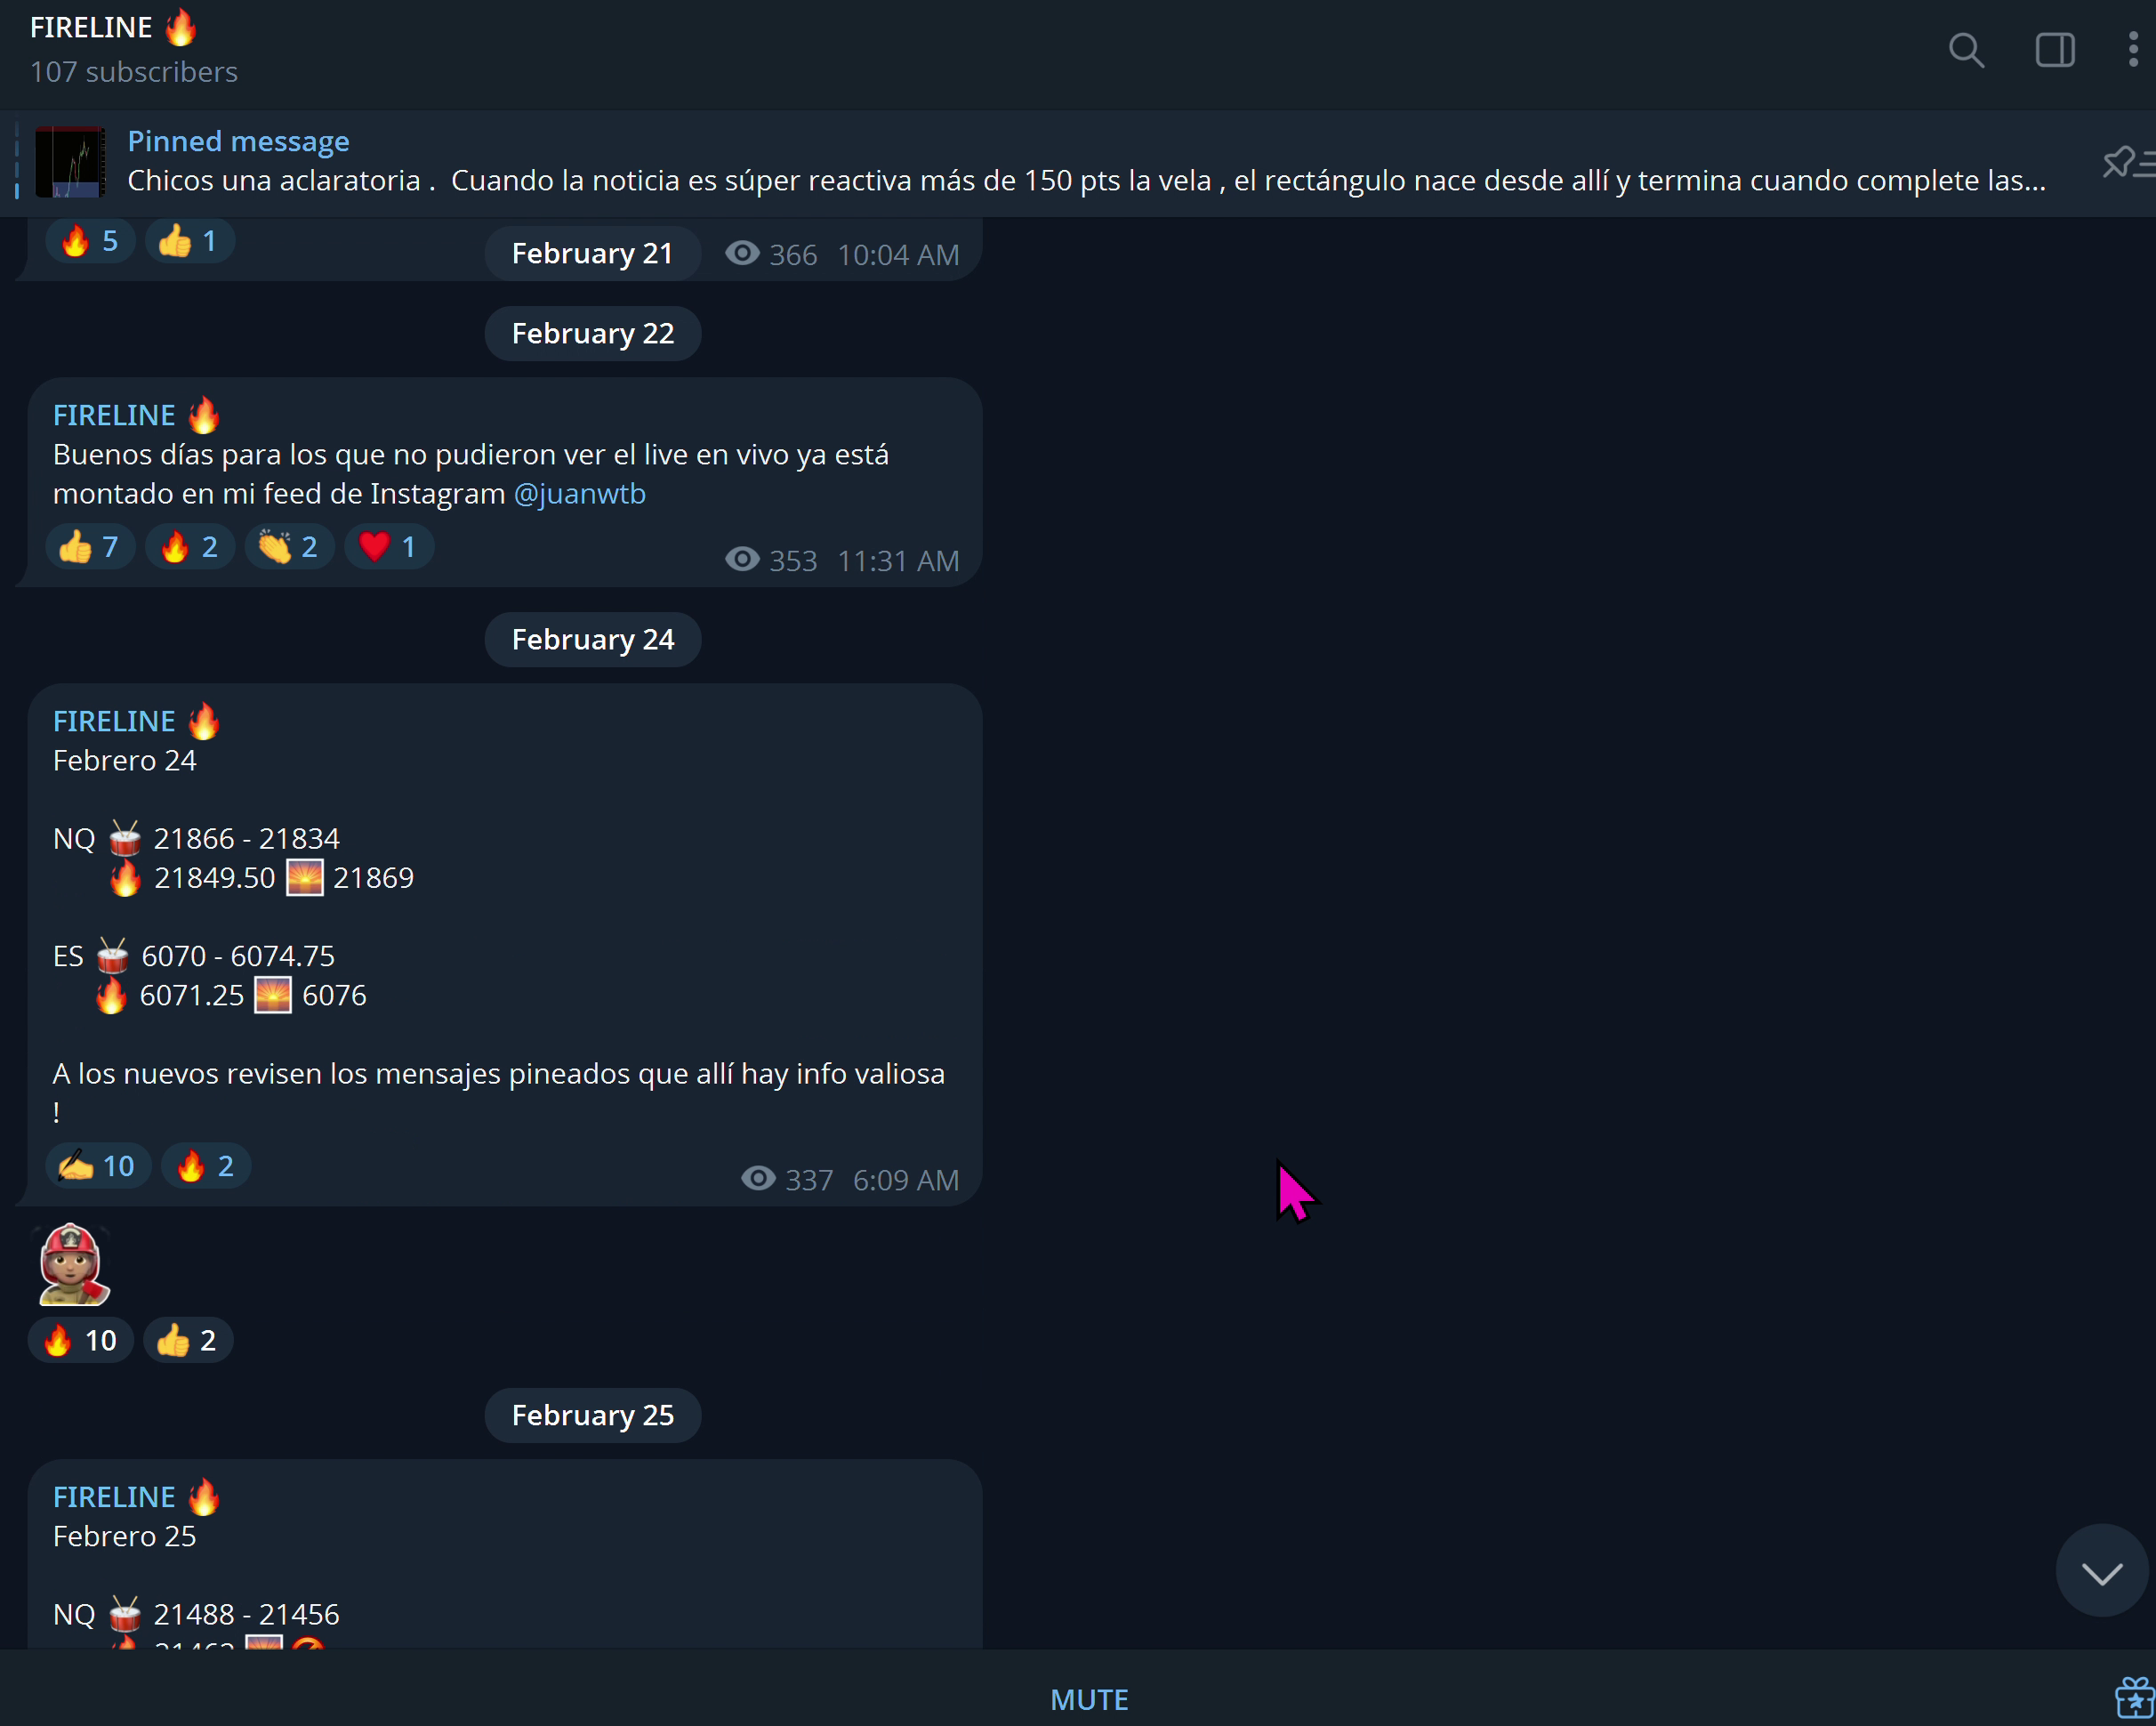 FIRELINE 🔥
107 subscribers
Pinned message
Chicos una aclaratoria . Cuando la noticia es súper reactiva más de 150 pts la vela , el rectángulo nace desde allí y termina cuando complete las...
🔥 5 👍 1 February 21 366 10:04 AM
February 22
FIRELINE 🔥
Buenos días para los que no pudieron ver el live en vivo ya está
montado en mi feed de Instagram @juanwtb
👍 7 🔥 2 👏 2 ❤️ 1 353 11:31 AM
February 24
FIRELINE 🔥
Febrero 24
NQ 🥁 21866 - 21834
🔥 21849.50 🌅 21869
ES 🥁 6070 - 6074.75
🔥 6071.25 🌅 6076
A los nuevos revisen los mensajes pineados que allí hay info valiosa
!
✍️ 10 🔥 2 337 6:09 AM
🔥 10 👍 2
February 25
FIRELINE 🔥
Febrero 25
NQ 🥁 21488 - 21456
MUTE